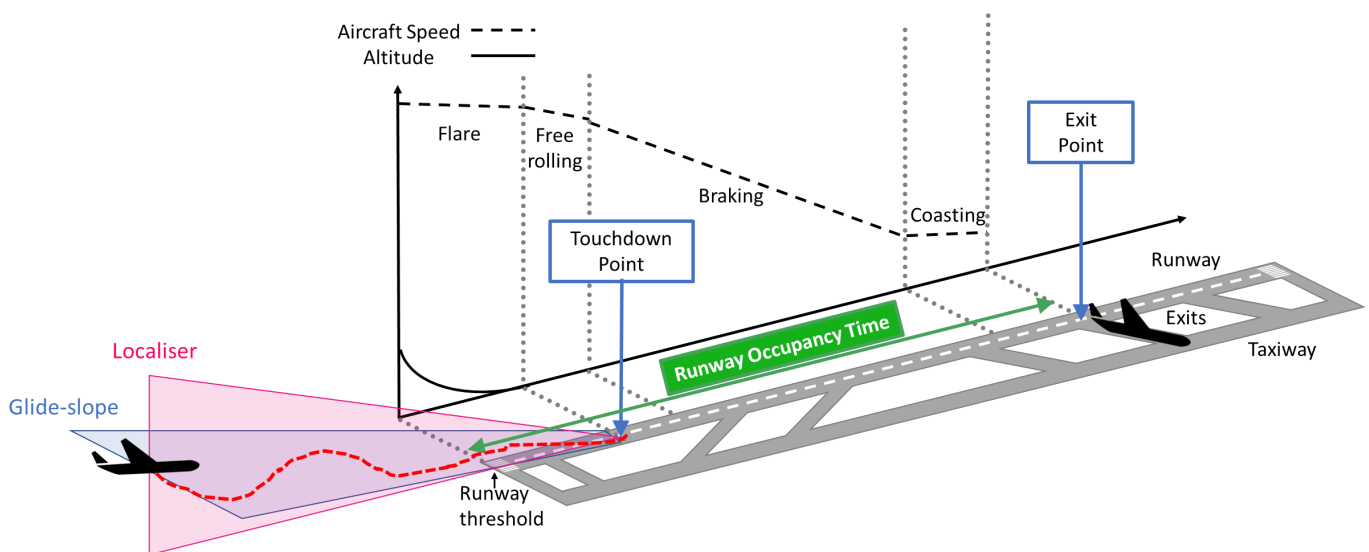 Aircraft Speed
Altitude
Flare
Free
rolling
Braking
Coasting
Exit
Point
Touchdown
Point
Runway
Runway Occupancy Time
Exits
Taxiway
Localiser
Glide-slope
Runway
threshold